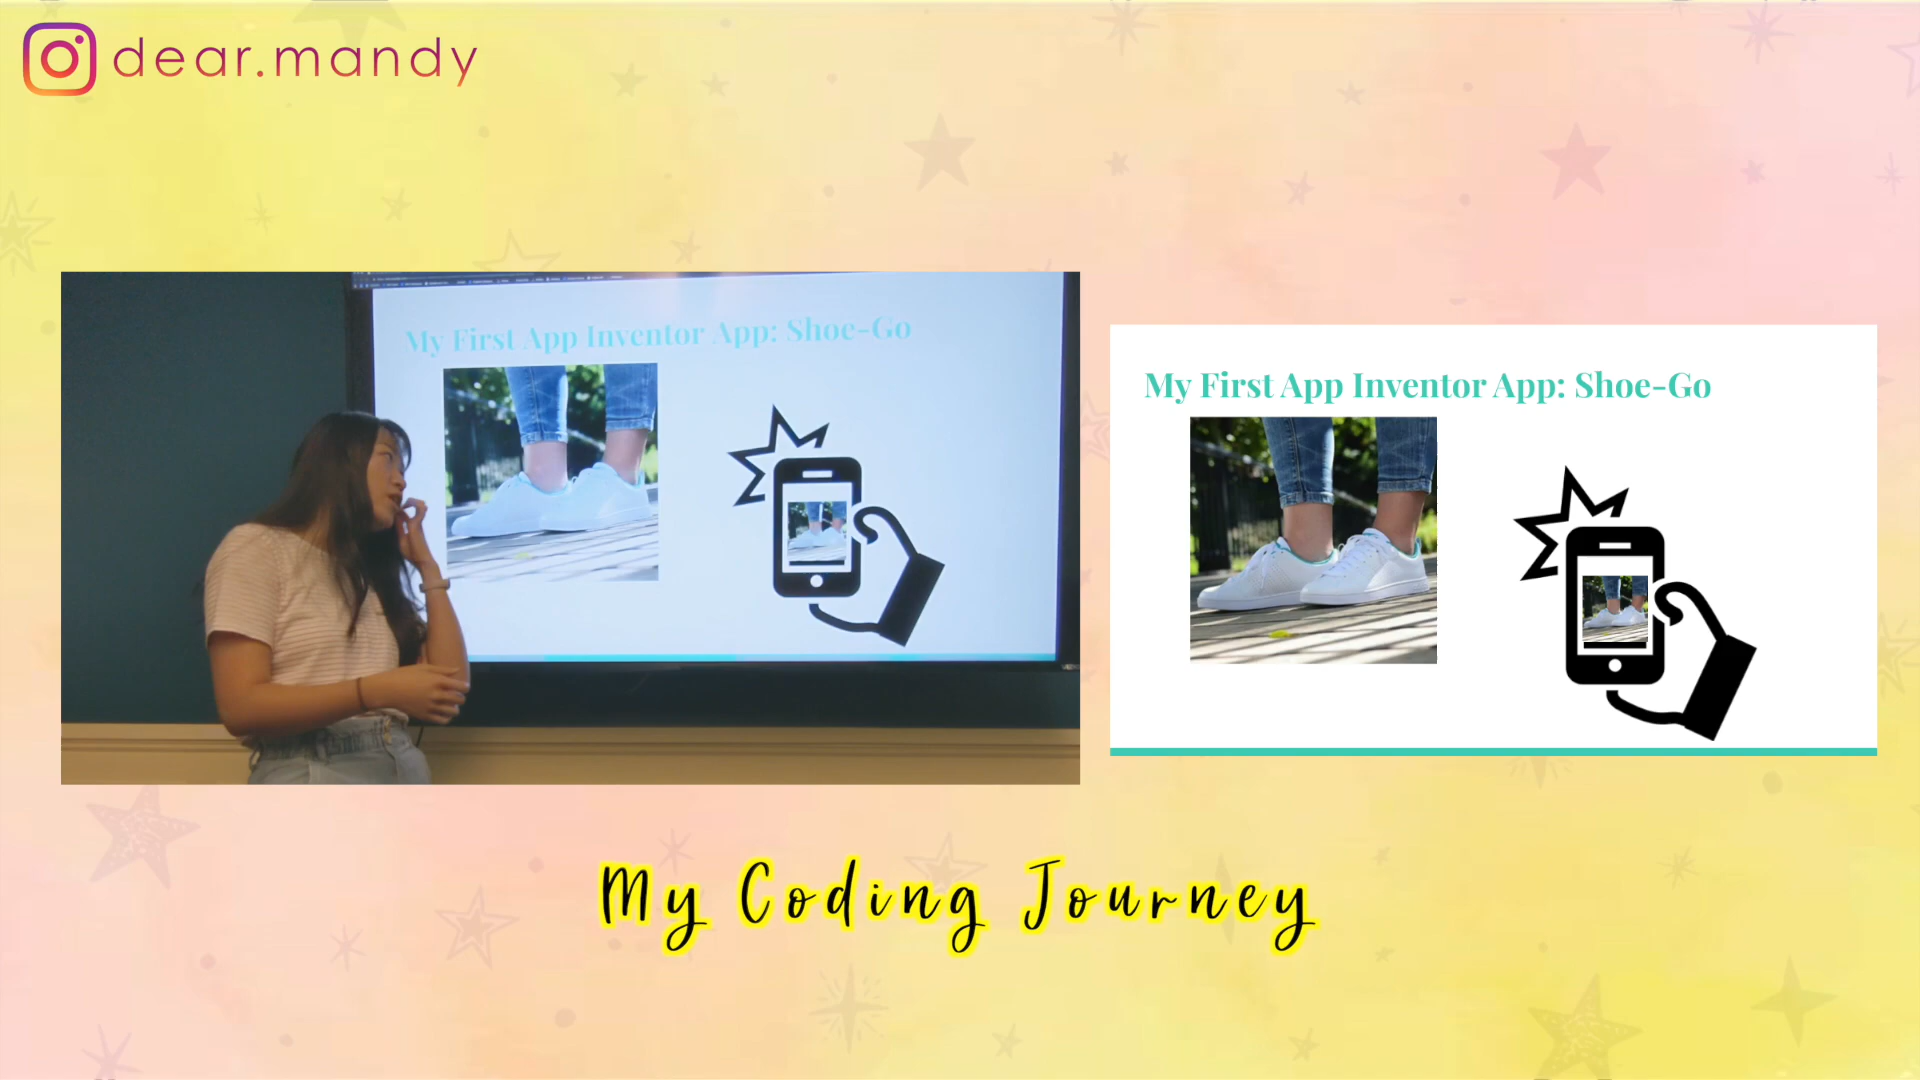 dear.mandy
My First App Inventor App: Shoe-Go
My First App Inventor App: Shoe-Go
My Coding Journey